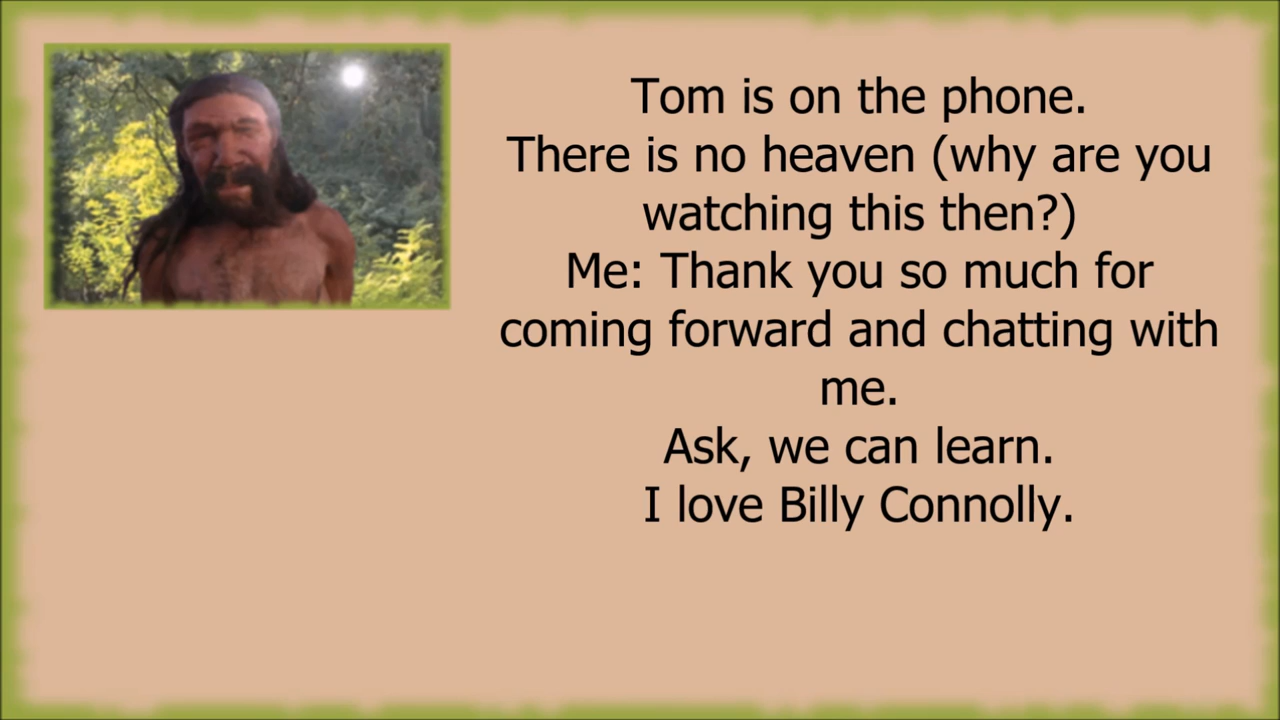 Tom is on the phone.
There is no heaven (why are you
watching this then?)
Me: Thank you so much for
coming forward and chatting with
me.
Ask, we can learn.
I love Billy Connolly.